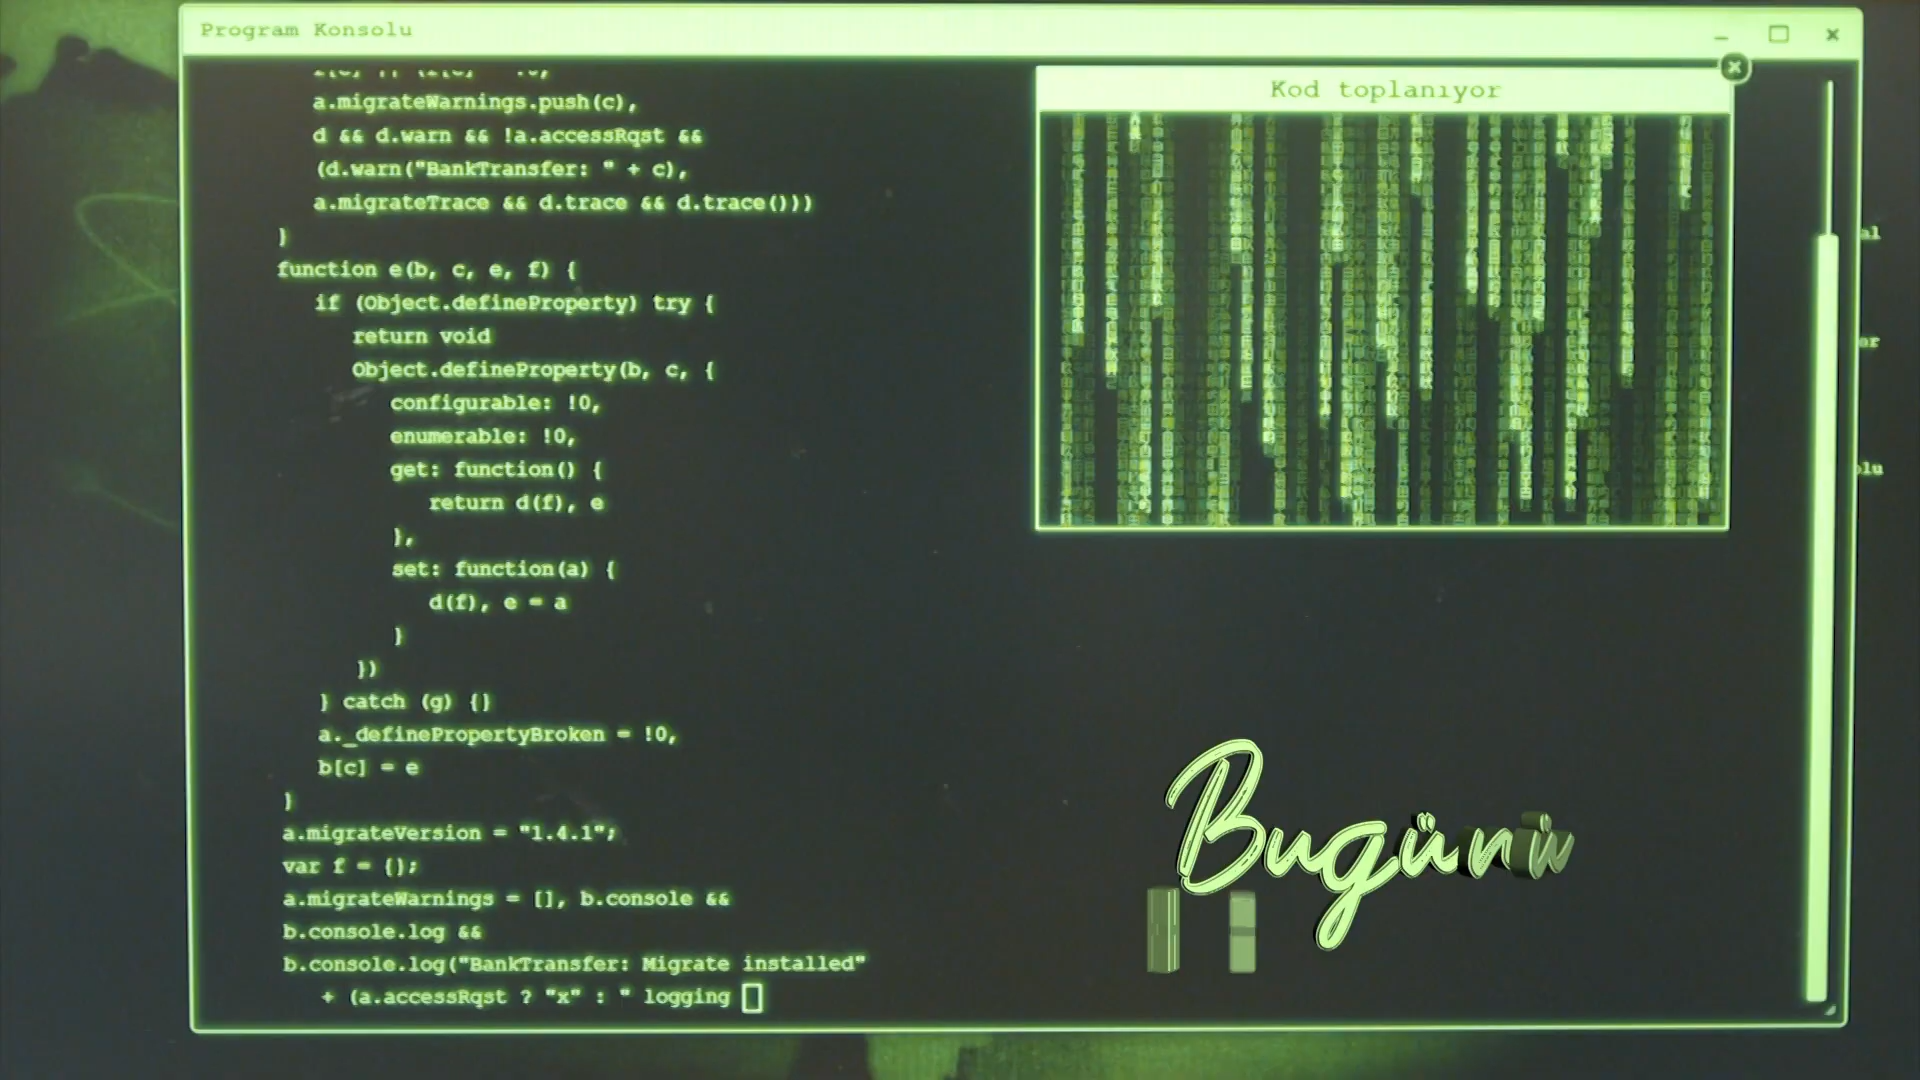 Program Konsolu
a.migrateWarnings.push(c),
d && d.warn && !a.accessRqst &&
(d.warn("BankTransfer: " + c),
a.migrateTrace && d.trace && d.trace()))
}
function e(b, c, e, f) {
if (Object.defineProperty) try {
return void
Object.defineProperty(b, c, {
configurable: !0,
enumerable: !0,
get: function() {
return d(f), e
},
set: function(a) {
d(f), e = a
}
})
} catch (g) {}
a._definePropertyBroken = !0,
b[c] = e
}
a.migrateVersion = "1.4.1";
var f = {};
a.migrateWarnings = [], b.console &&
b.console.log &&
b.console.log("BankTransfer: Migrate installed"
+ (a.accessRqst ? "x" : " logging
Kod toplanıyor
Bugünü